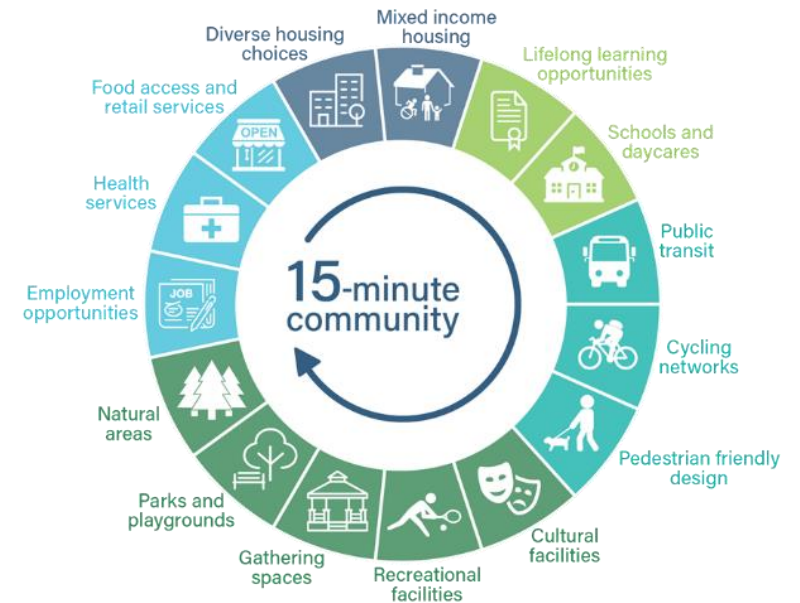 Mixed income
housing
Lifelong learning
opportunities
Schools and
daycares
Public
transit
Cycling
networks
Pedestrian friendly
design
Cultural
facilities
Recreational
facilities
Gathering
spaces
Parks and
playgrounds
Natural
areas
Employment
opportunities
JOB
Health
services
Food access and
retail services
OPEN
Diverse housing
choices
15-minute
community